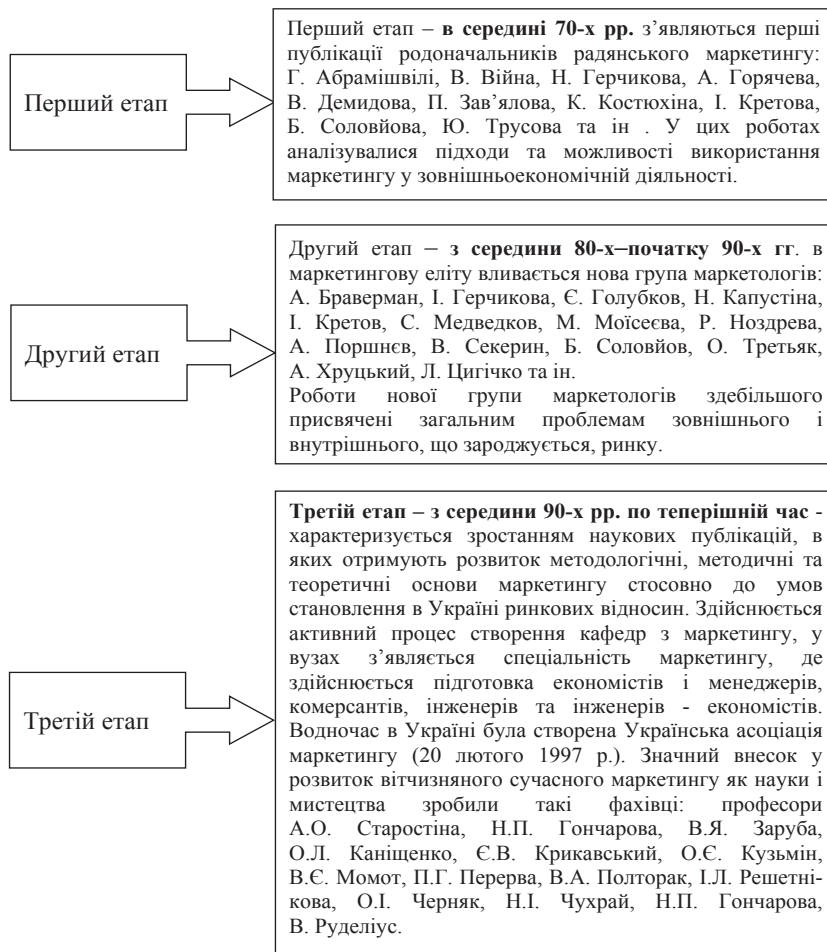 Перший етап
Перший етап – в середині 70-х рр. з’являються перші
публікації родоначальників радянського маркетингу:
Г. Абрамішвілі, В. Війна, Н. Герчикова, А. Горячева,
В. Демидова, П. Зав’ялова, К. Костюхіна, І. Кретова,
Б. Соловйова, Ю. Трусова та ін . У цих роботах
аналізувалися підходи та можливості використання
маркетингу у зовнішньоекономічній діяльності.
Другий етап
Другий етап – з середини 80-х–початку 90-х гг. в
маркетингову еліту вливається нова група маркетологів:
А. Браверман, І. Герчикова, Є. Голубков, Н. Капустіна,
І. Кретов, С. Медведков, М. Моїсеєва, Р. Ноздрева,
А. Поршнєв, В. Секерин, Б. Соловйов, О. Третьяк,
А. Хруцький, Л. Цигічко та ін.
Роботи нової групи маркетологів здебільшого
присвячені загальним проблемам зовнішнього і
внутрішнього, що зароджується, ринку.
Третій етап
Третій етап – з середини 90-х рр. по теперішній час -
характеризується зростанням наукових публікацій, в
яких отримують розвиток методологічні, методичні та
теоретичні основи маркетингу стосовно до умов
становлення в Україні ринкових відносин. Здійснюється
активний процес створення кафедр з маркетингу, у
вузах з’являється спеціальність маркетингу, де
здійснюється підготовка економістів і менеджерів,
комерсантів, інженерів та інженерів - економістів.
Водночас в Україні була створена Українська асоціація
маркетингу (20 лютого 1997 р.). Значний внесок у
розвиток вітчизняного сучасного маркетингу як науки і
мистецтва зробили такі фахівці: професори
А.О. Старостіна, Н.П. Гончарова, В.Я. Заруба,
О.Л. Каніщенко, Є.В. Крикавський, О.Є. Кузьмін,
В.Є. Момот, П.Г. Перерва, В.А. Полторак, І.Л. Решетні-
кова, О.І. Черняк, Н.І. Чухрай, Н.П. Гончарова,
В. Руделіус.